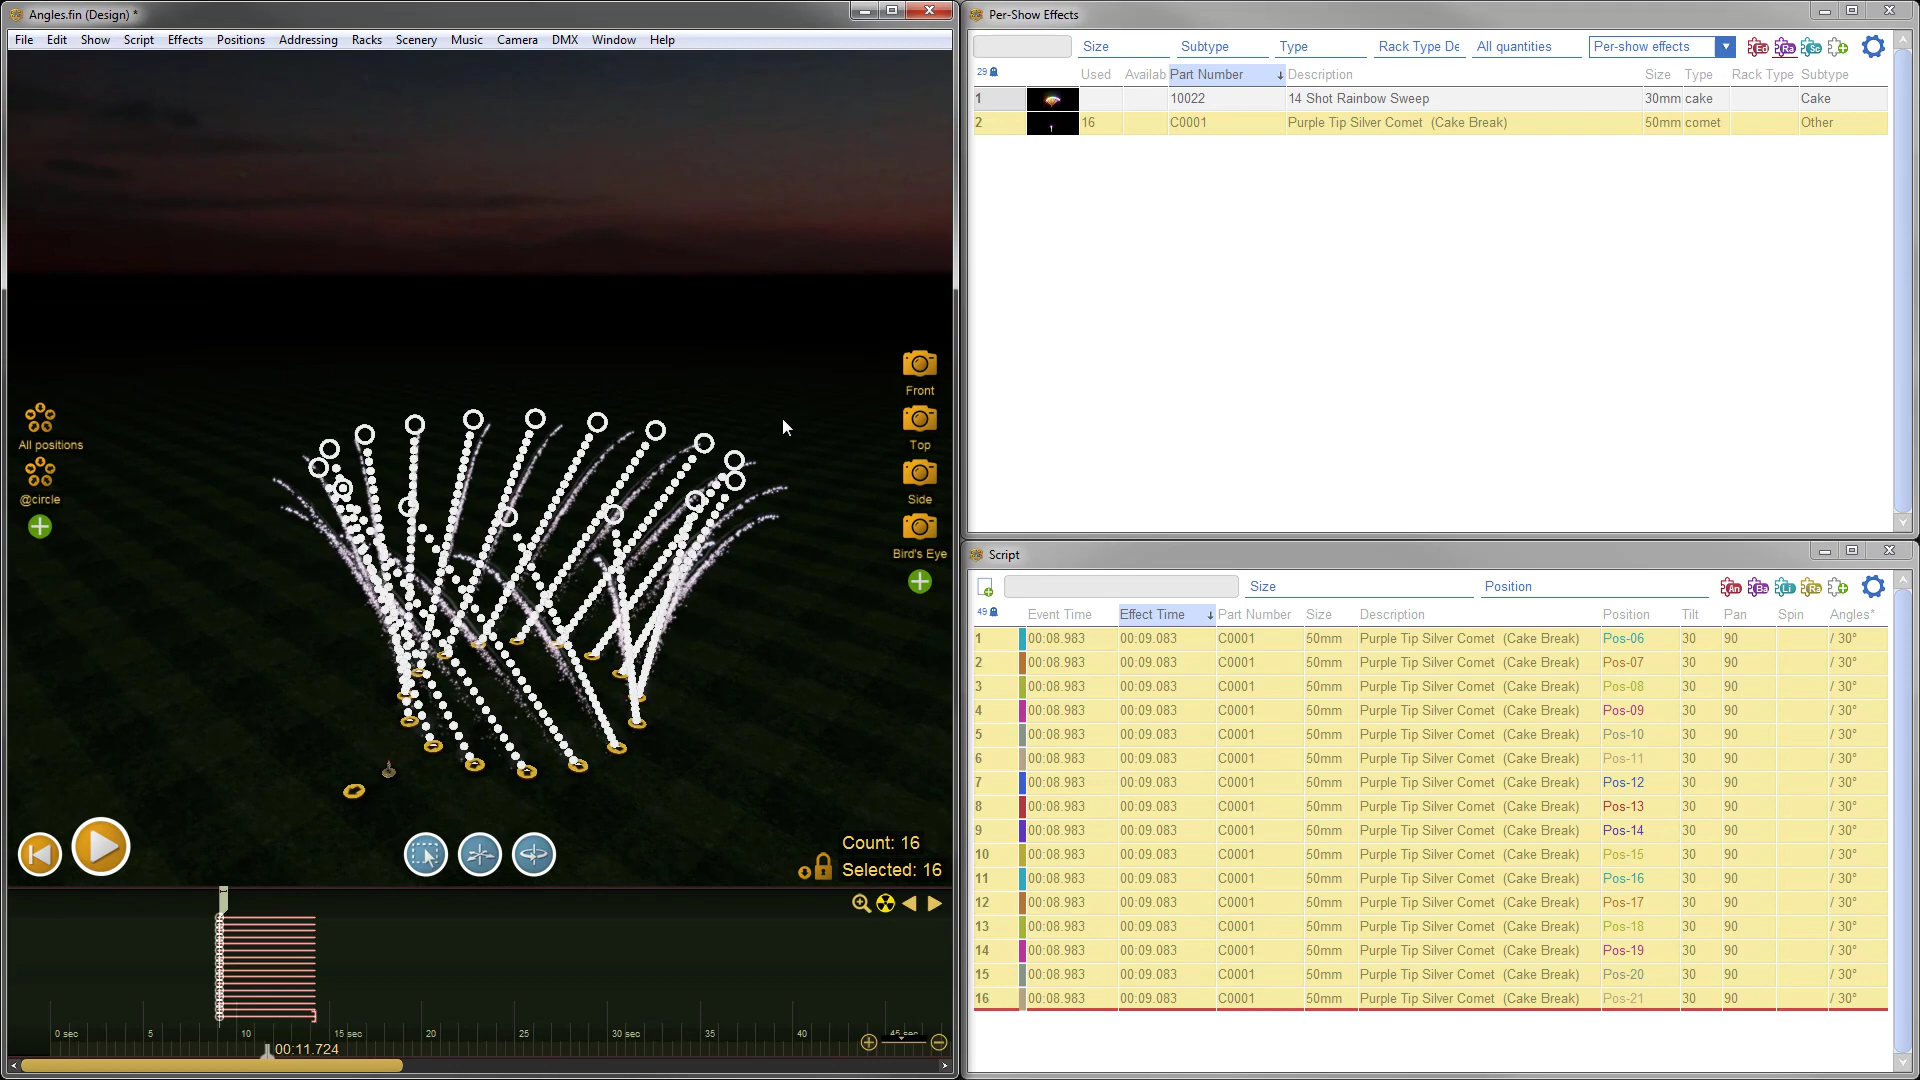 Angles.fin (Design) *
File Edit Show Script Effects Positions Addressing Racks Scenery Music Camera DMX Window Help
Front
Top
Side
Bird's Eye
All positions
@circle
Count: 16
Selected: 16
0 sec 5 10 15 sec 20 25 30 sec 35 40 45 sec
00:11.724
Per-Show Effects
Size Subtype Type Rack Type De All quantities Per-show effects Ed Ra Sc
29 Used Availab Part Number Description Size Type Rack Type Subtype
1 10022 14 Shot Rainbow Sweep 30mm cake Cake
2 16 C0001 Purple Tip Silver Comet (Cake Break) 50mm comet Other
Script
Size Position An Ba Li Ra
49 Event Time Effect Time Part Number Size Description Position Tilt Pan Spin Angles*
1 00:08.983 00:09.083 C0001 50mm Purple Tip Silver Comet (Cake Break) Pos-06 30 90 / 30°
2 00:08.983 00:09.083 C0001 50mm Purple Tip Silver Comet (Cake Break) Pos-07 30 90 / 30°
3 00:08.983 00:09.083 C0001 50mm Purple Tip Silver Comet (Cake Break) Pos-08 30 90 / 30°
4 00:08.983 00:09.083 C0001 50mm Purple Tip Silver Comet (Cake Break) Pos-09 30 90 / 30°
5 00:08.983 00:09.083 C0001 50mm Purple Tip Silver Comet (Cake Break) Pos-10 30 90 / 30°
6 00:08.983 00:09.083 C0001 50mm Purple Tip Silver Comet (Cake Break) Pos-11 30 90 / 30°
7 00:08.983 00:09.083 C0001 50mm Purple Tip Silver Comet (Cake Break) Pos-12 30 90 / 30°
8 00:08.983 00:09.083 C0001 50mm Purple Tip Silver Comet (Cake Break) Pos-13 30 90 / 30°
9 00:08.983 00:09.083 C0001 50mm Purple Tip Silver Comet (Cake Break) Pos-14 30 90 / 30°
10 00:08.983 00:09.083 C0001 50mm Purple Tip Silver Comet (Cake Break) Pos-15 30 90 / 30°
11 00:08.983 00:09.083 C0001 50mm Purple Tip Silver Comet (Cake Break) Pos-16 30 90 / 30°
12 00:08.983 00:09.083 C0001 50mm Purple Tip Silver Comet (Cake Break) Pos-17 30 90 / 30°
13 00:08.983 00:09.083 C0001 50mm Purple Tip Silver Comet (Cake Break) Pos-18 30 90 / 30°
14 00:08.983 00:09.083 C0001 50mm Purple Tip Silver Comet (Cake Break) Pos-19 30 90 / 30°
15 00:08.983 00:09.083 C0001 50mm Purple Tip Silver Comet (Cake Break) Pos-20 30 90 / 30°
16 00:08.983 00:09.083 C0001 50mm Purple Tip Silver Comet (Cake Break) Pos-21 30 90 / 30°